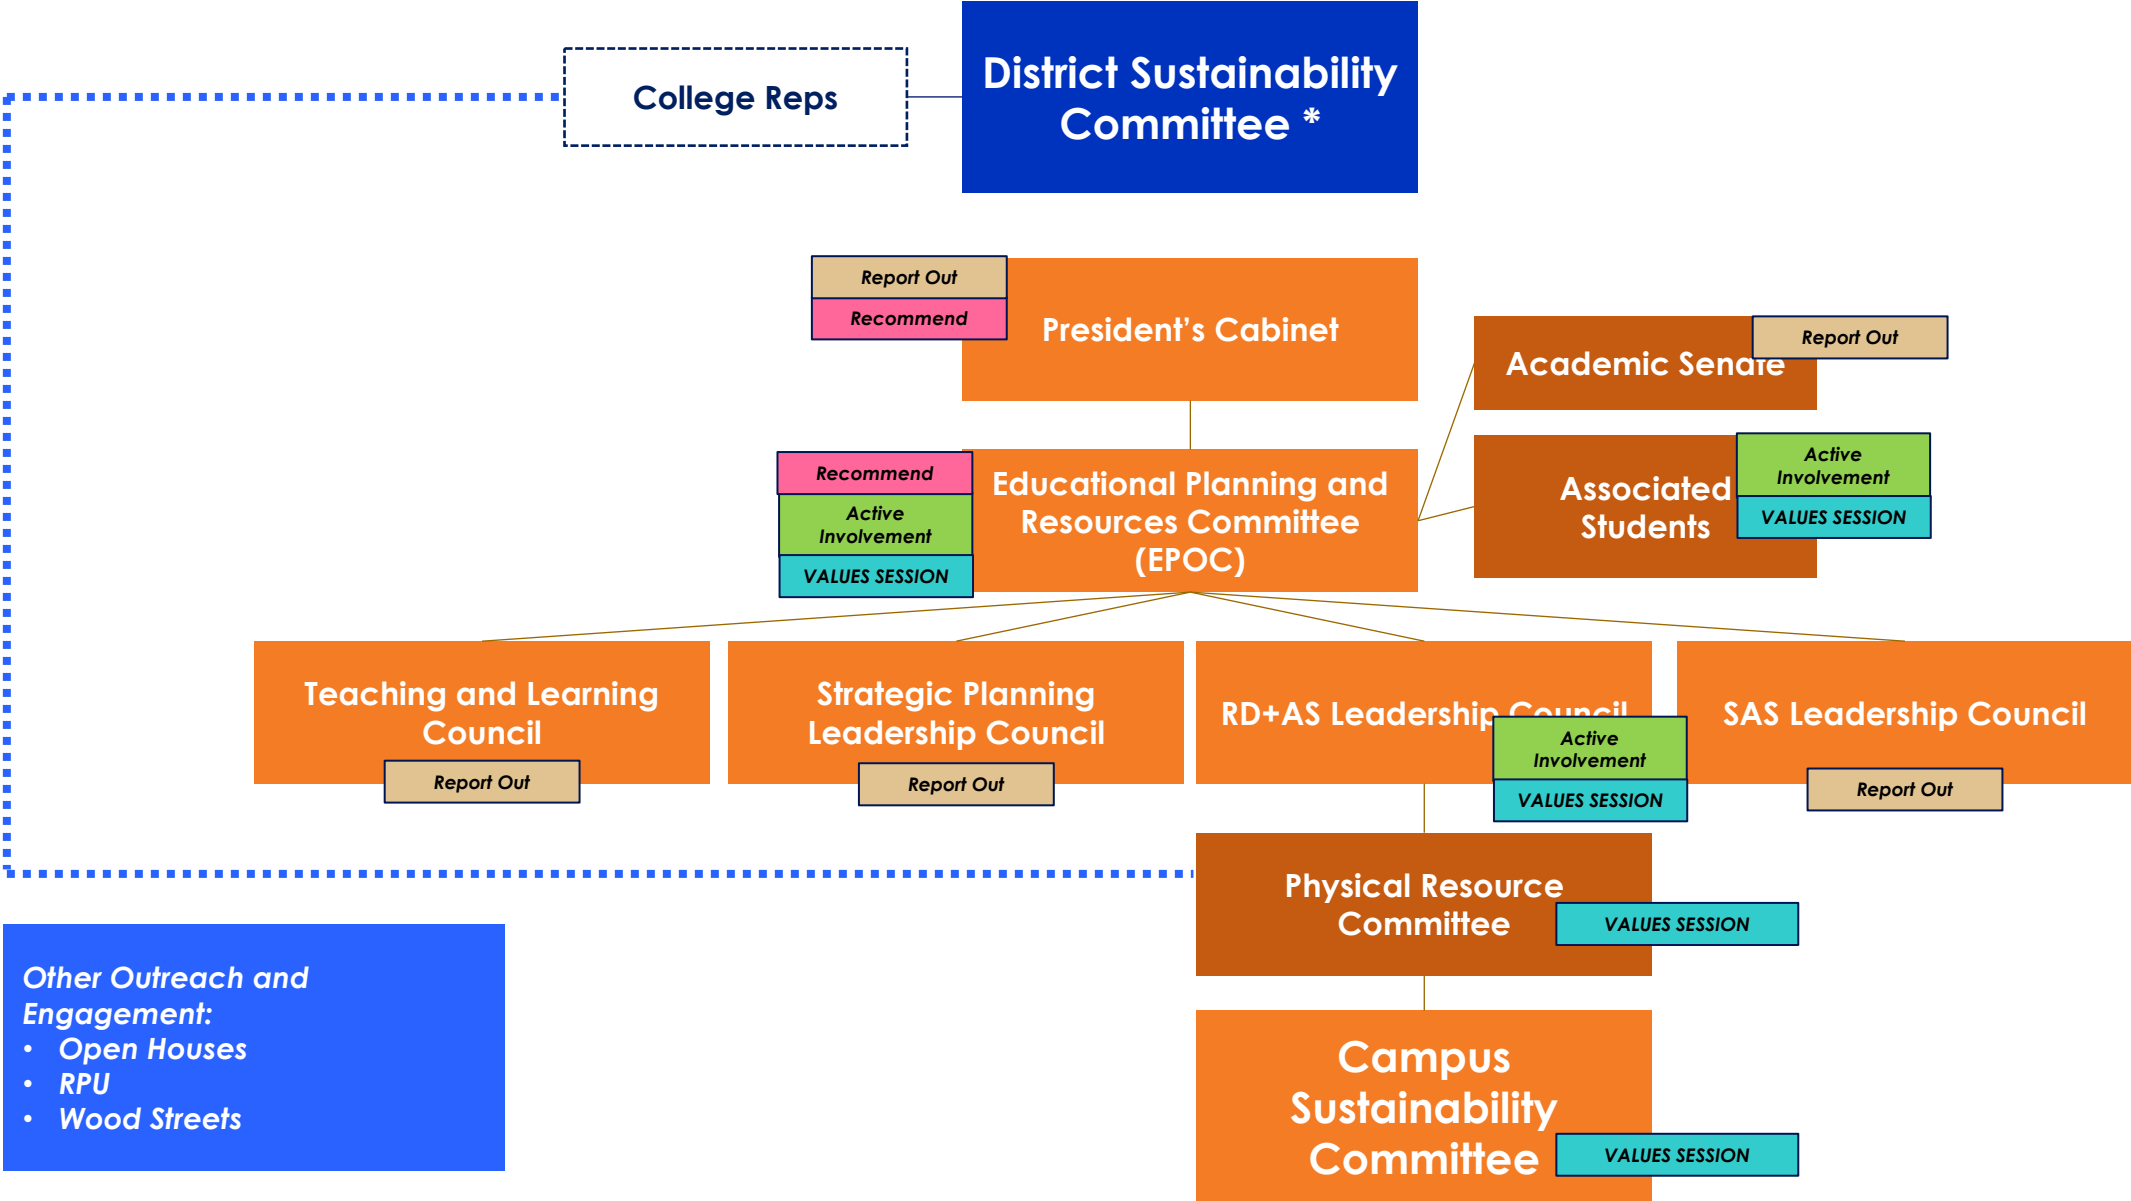 College Reps
District Sustainability
Committee *
Report Out
Recommend
President's Cabinet
Academic Senate
Report Out
Recommend
Active
Involvement
VALUES SESSION
Educational Planning and
Resources Committee
(EPOC)
Associated
Students
Active
Involvement
VALUES SESSION
Teaching and Learning
Council
Report Out
Strategic Planning
Leadership Council
Report Out
RD+AS Leadership Council
Active
Involvement
VALUES SESSION
SAS Leadership Council
Report Out
Physical Resource
Committee
VALUES SESSION
Other Outreach and
Engagement:
• Open Houses
• RPU
• Wood Streets
Campus
Sustainability
Committee
VALUES SESSION